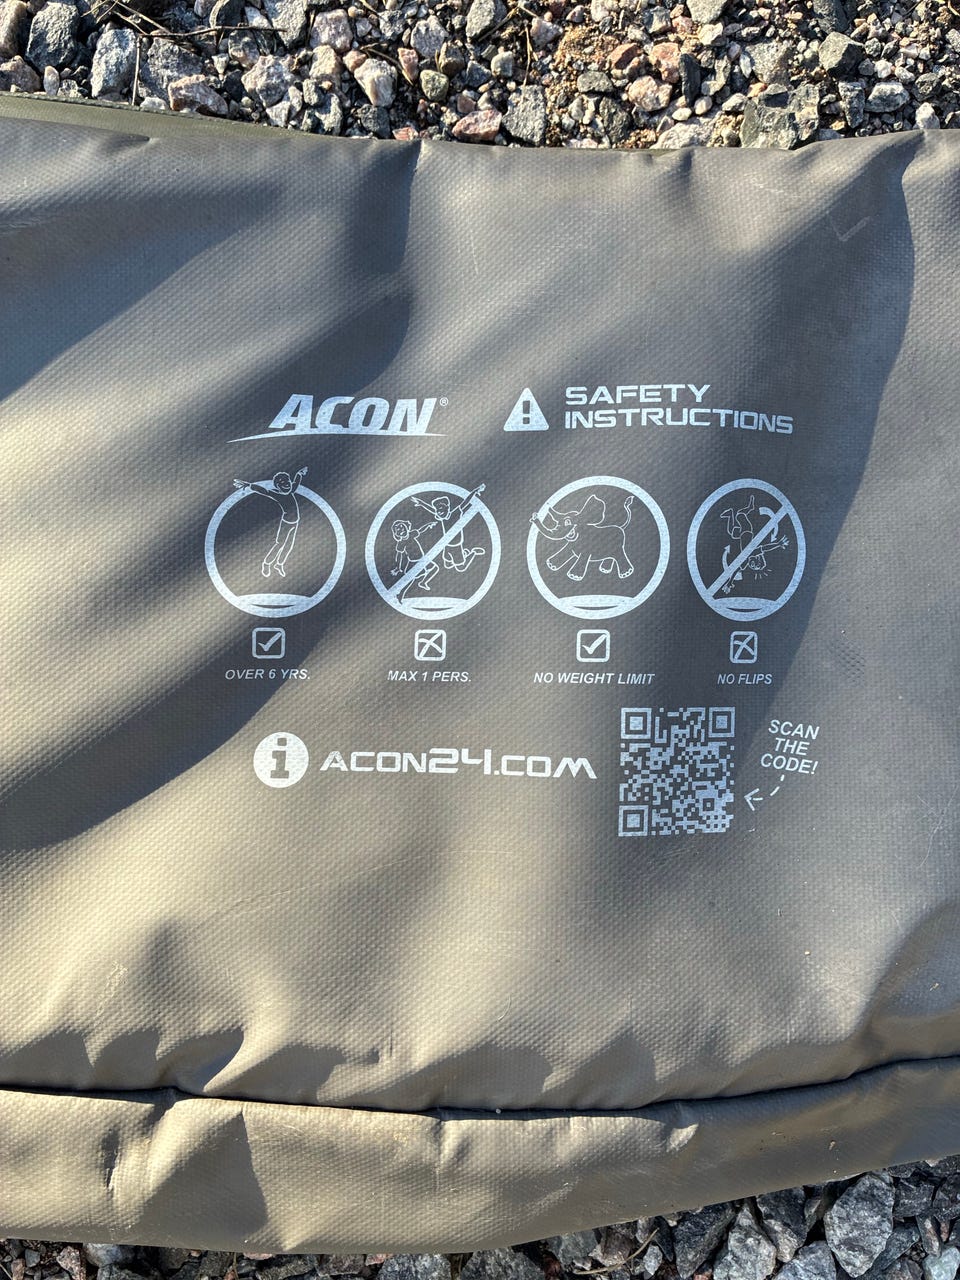 ACON®
SAFETY
INSTRUCTIONS
OVER 6 YRS.
MAX 1 PERS.
NO WEIGHT LIMIT
NO FLIPS
i ACON24.COM
SCAN
THE
CODE!